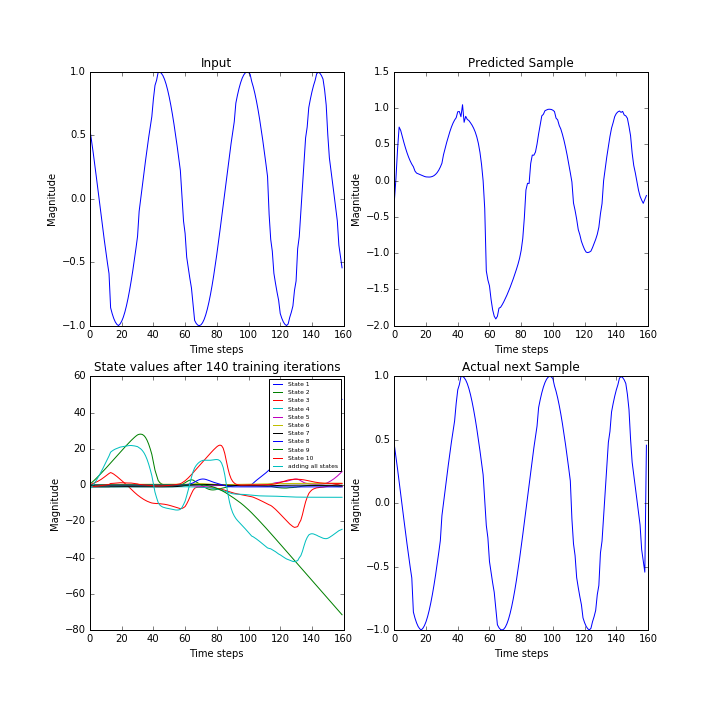 Input
Magnitude
1.0
0.5
0.0
−0.5
−1.0
0 20 40 60 80 100 120 140 160
Time steps
Predicted Sample
Magnitude
1.5
1.0
0.5
0.0
−0.5
−1.0
−1.5
−2.0
0 20 40 60 80 100 120 140 160
Time steps
State values after 140 training iterations
Magnitude
60
40
20
0
−20
−40
−60
−80
0 20 40 60 80 100 120 140 160
Time steps
State 1
State 2
State 3
State 4
State 5
State 6
State 7
State 8
State 9
State 10
adding all states
Actual next Sample
Magnitude
1.0
0.5
0.0
−0.5
−1.0
0 20 40 60 80 100 120 140 160
Time steps